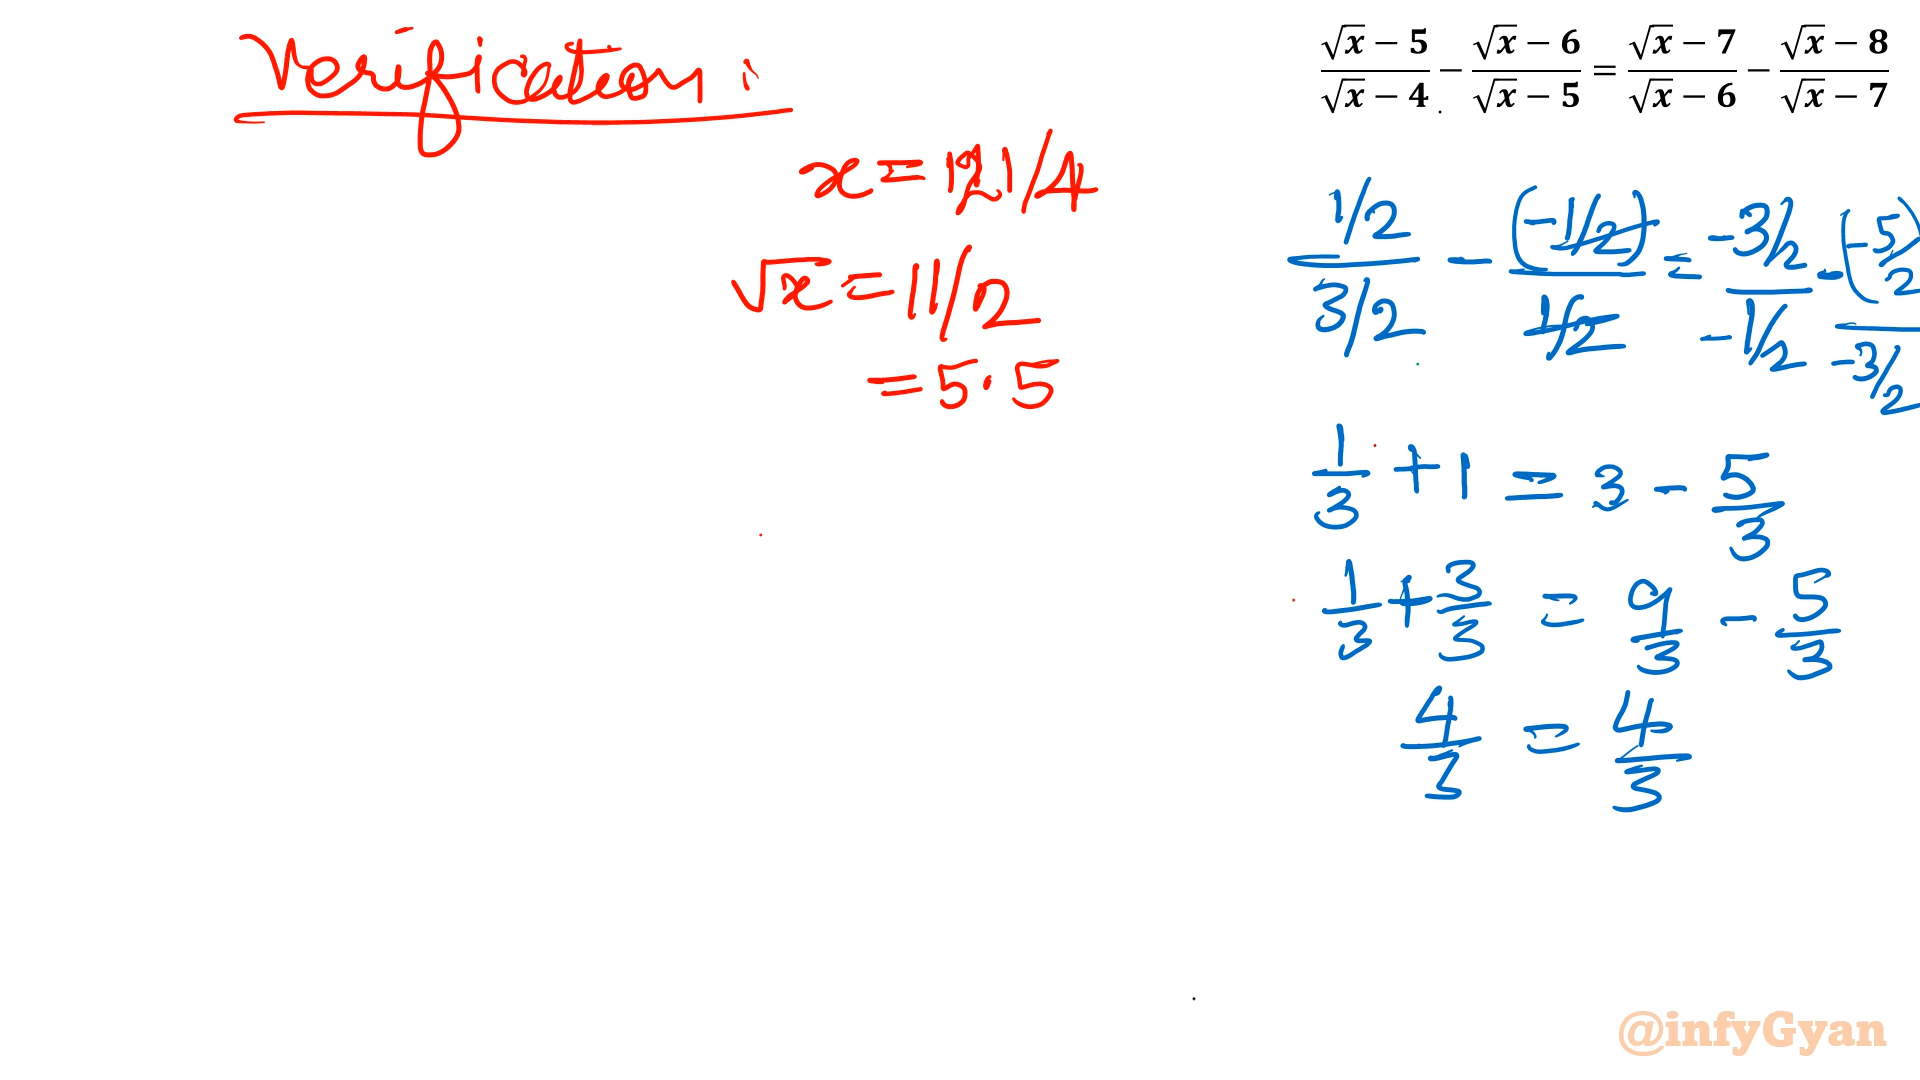 Verification :
x = 121/4
√x = 11/2
= 5.5
(√x − 5)/(√x − 4) − (√x − 6)/(√x − 5) = (√x − 7)/(√x − 6) − (√x − 8)/(√x − 7)
(1/2)/(3/2) − (−1/2)/(1/2) = (−3/2)/(−1/2) − (−5/2)/(−3/2)
1/3 + 1 = 3 − 5/3
1/3 + 3/3 = 9/3 − 5/3
4/3 = 4/3
@infyGyan